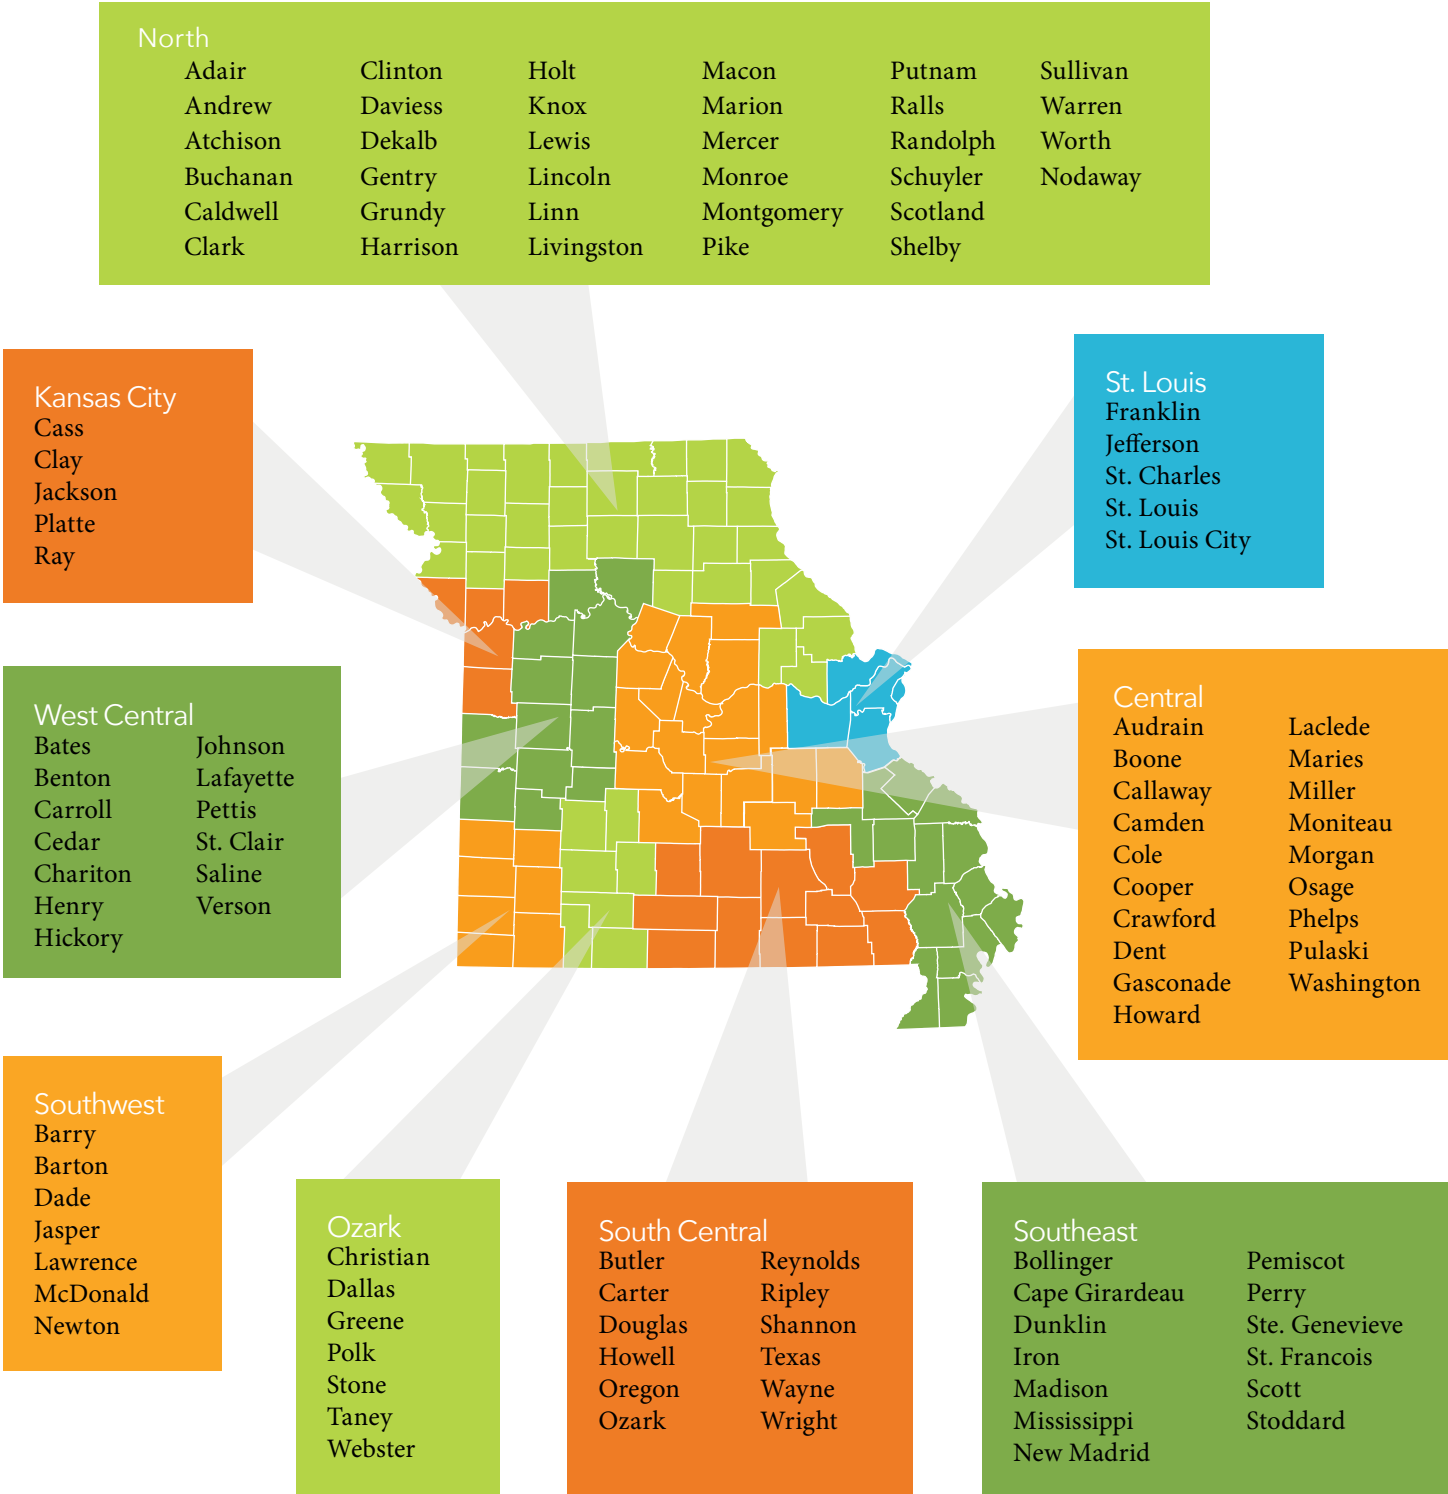 North
Adair Clinton Holt Macon Putnam Sullivan
Andrew Daviess Knox Marion Ralls Warren
Atchison Dekalb Lewis Mercer Randolph Worth
Buchanan Gentry Lincoln Monroe Schuyler Nodaway
Caldwell Grundy Linn Montgomery Scotland
Clark Harrison Livingston Pike Shelby
Kansas City
Cass
Clay
Jackson
Platte
Ray
St. Louis
Franklin
Jefferson
St. Charles
St. Louis
St. Louis City
West Central
Bates Johnson
Benton Lafayette
Carroll Pettis
Cedar St. Clair
Chariton Saline
Henry Verson
Hickory
Central
Audrain Laclede
Boone Maries
Callaway Miller
Camden Moniteau
Cole Morgan
Cooper Osage
Crawford Phelps
Dent Pulaski
Gasconade Washington
Howard
Southwest
Barry
Barton
Dade
Jasper
Lawrence
McDonald
Newton
Ozark
Christian
Dallas
Greene
Polk
Stone
Taney
Webster
South Central
Butler Reynolds
Carter Ripley
Douglas Shannon
Howell Texas
Oregon Wayne
Ozark Wright
Southeast
Bollinger Pemiscot
Cape Girardeau Perry
Dunklin Ste. Genevieve
Iron St. Francois
Madison Scott
Mississippi Stoddard
New Madrid